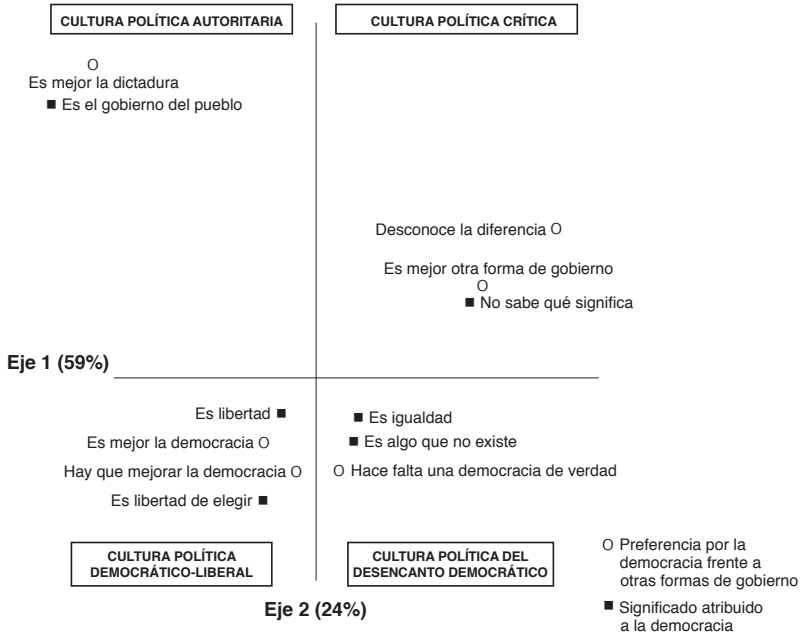 CULTURA POLÍTICA AUTORITARIA
CULTURA POLÍTICA CRÍTICA
O
Es mejor la dictadura
■ Es el gobierno del pueblo
Desconoce la diferencia O
Es mejor otra forma de gobierno
O
■ No sabe qué significa
Eje 1 (59%)
Es libertad ■
Es mejor la democracia O
Hay que mejorar la democracia O
Es libertad de elegir ■
■ Es igualdad
■ Es algo que no existe
O Hace falta una democracia de verdad
CULTURA POLÍTICA
DEMOCRÁTICO-LIBERAL
CULTURA POLÍTICA DEL
DESENCANTO DEMOCRÁTICO
Eje 2 (24%)
O Preferencia por la
democracia frente a
otras formas de gobierno
■ Significado atribuido
a la democracia